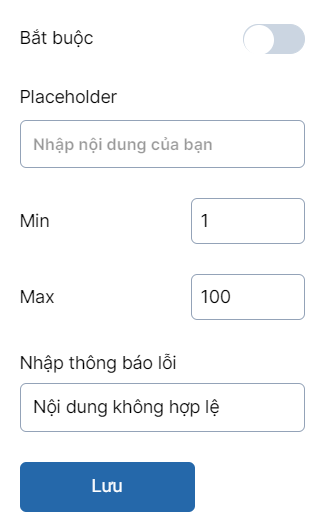 Bắt buộc
Placeholder
Nhập nội dung của bạn
Min
1
Max
100
Nhập thông báo lỗi
Nội dung không hợp lệ
Lưu